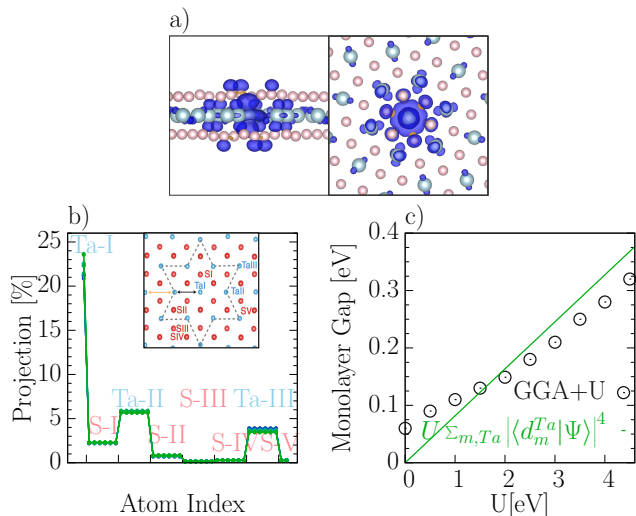 a)
b)
25
20
15
10
5
0
Projection [%]
Atom Index
Ta-I
S-I
Ta-II
S-II
S-III
S-IV
Ta-III
S-V
TaIII
SI
TaI
TaII
SII
SV
SIII
SIV
c)
0.4
0.3
0.2
0.1
0
Monolayer Gap [eV]
0 1 2 3 4
U[eV]
GGA+U
U Σm,Ta |⟨d_m^Ta|Ψ⟩|^4